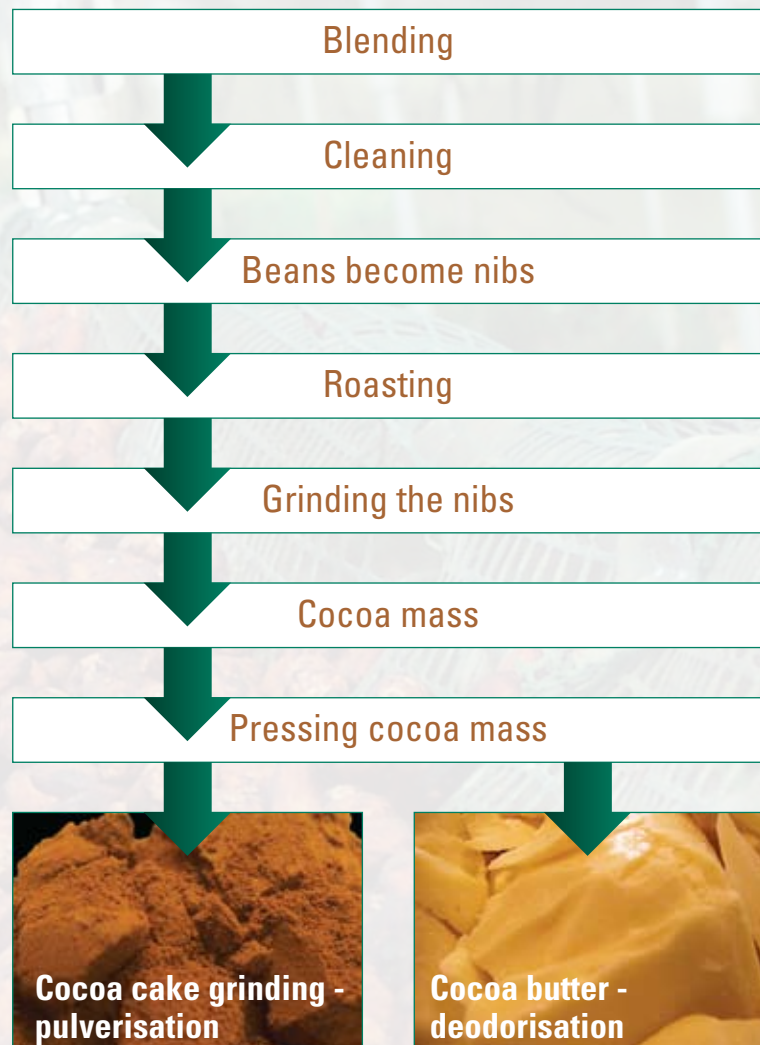 Blending
Cleaning
Beans become nibs
Roasting
Grinding the nibs
Cocoa mass
Pressing cocoa mass
Cocoa cake grinding -
pulverisation
Cocoa butter -
deodorisation